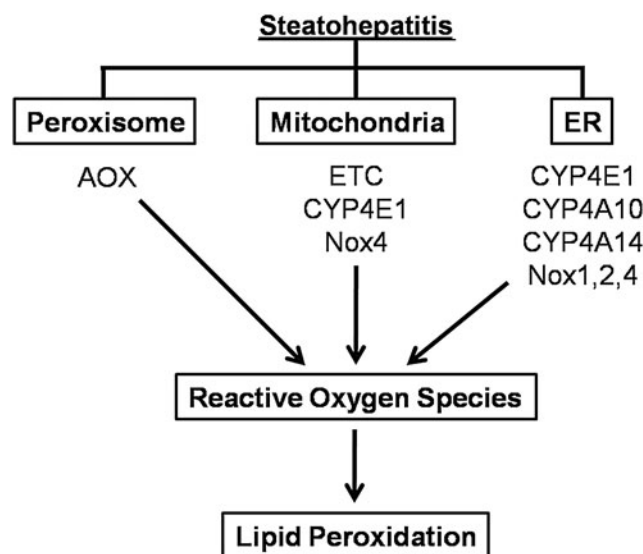 Steatohepatitis
Peroxisome
Mitochondria
ER
AOX
ETC
CYP4E1
Nox4
CYP4E1
CYP4A10
CYP4A14
Nox1,2,4
Reactive Oxygen Species
Lipid Peroxidation